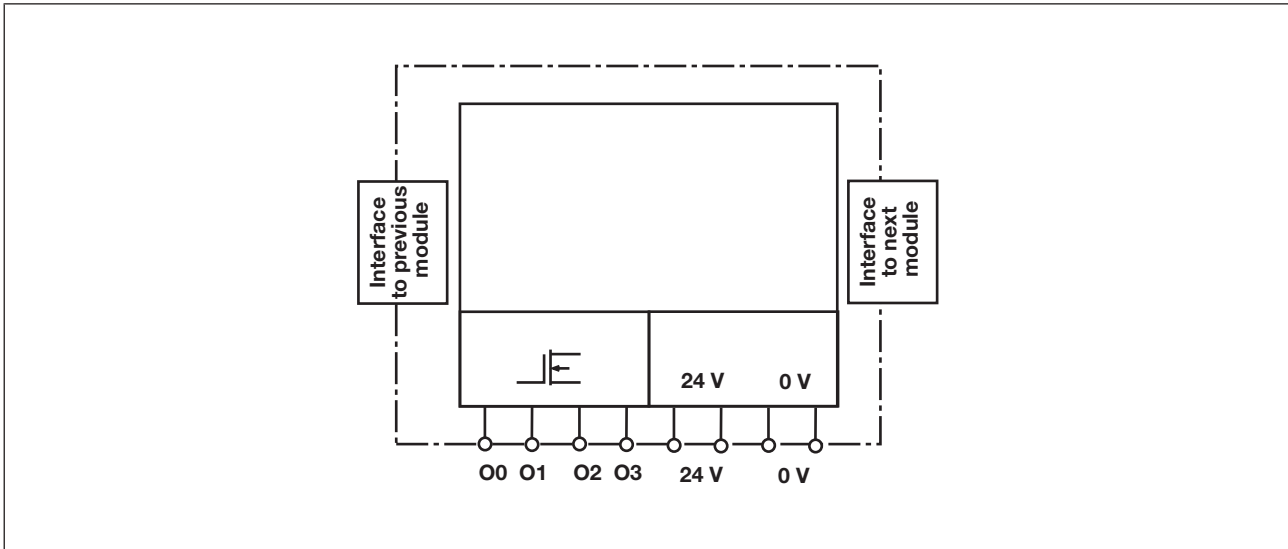 Interface
to previous
module
Interface
to next
module
24 V 0 V
O0 O1 O2 O3 24 V 0 V